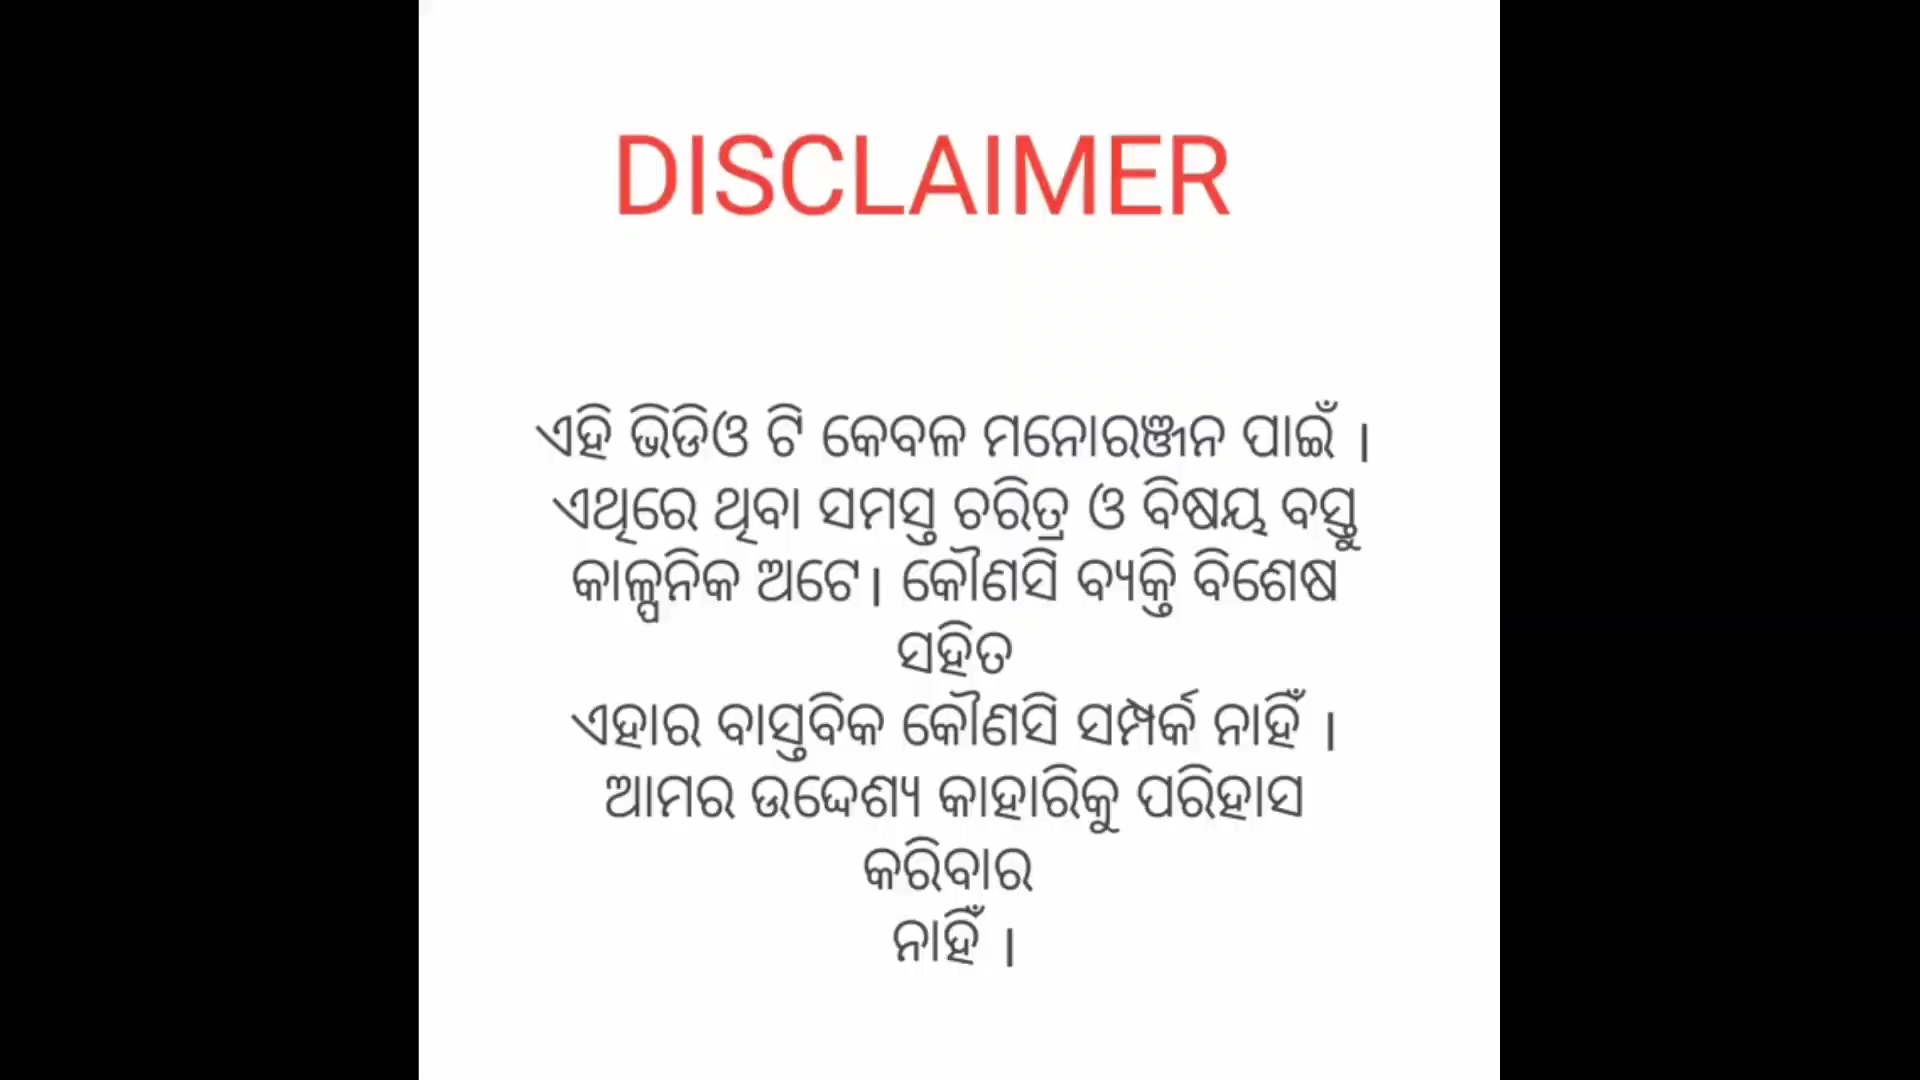 DISCLAIMER
ଏହି ଭିଡିଓ ଟି କେବଳ ମନୋରଞ୍ଜନ ପାଇଁ ।
ଏଥିରେ ଥିବା ସମସ୍ତ ଚରିତ୍ର ଓ ବିଷୟ ବସ୍ତୁ
କାଳ୍ପନିକ ଅଟେ। କୌଣସି ବ୍ୟକ୍ତି ବିଶେଷ
ସହିତ
ଏହାର ବାସ୍ତବିକ କୌଣସି ସମ୍ପର୍କ ନାହିଁ ।
ଆମର ଉଦ୍ଦେଶ୍ୟ କାହାରିକୁ ପରିହାସ
କରିବାର
ନାହିଁ ।